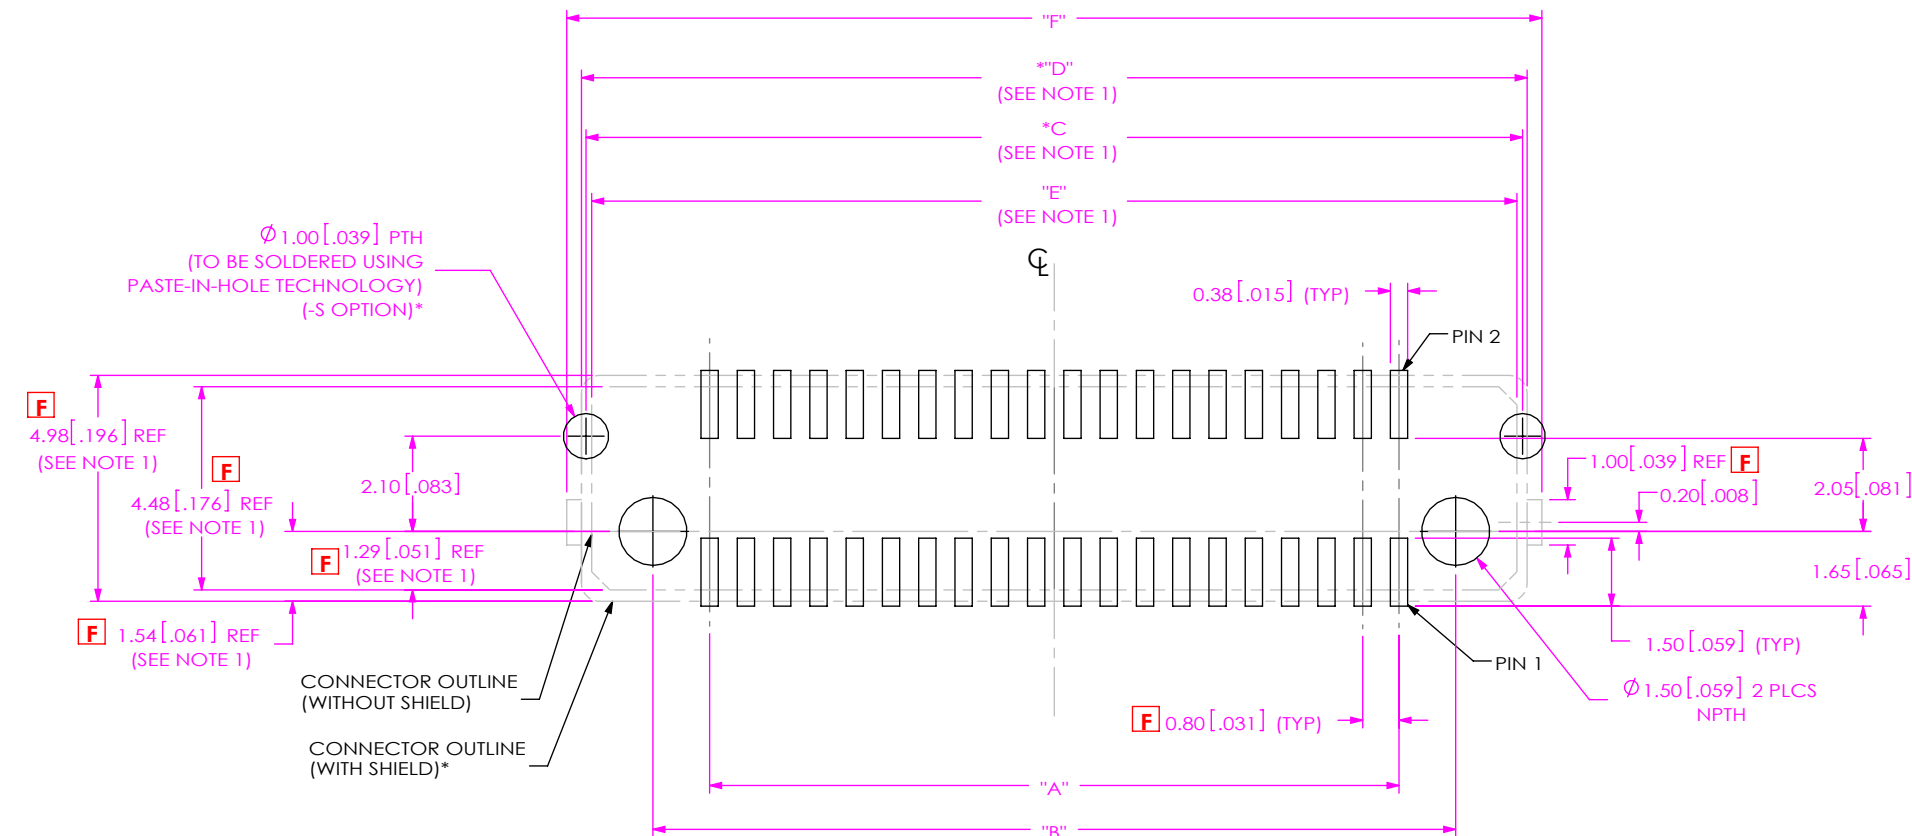 "F"
*"D"
(SEE NOTE 1)
*C
(SEE NOTE 1)
"E"
(SEE NOTE 1)
Ø 1.00 [.039] PTH
(TO BE SOLDERED USING
PASTE-IN-HOLE TECHNOLOGY)
(-S OPTION)*
℄
0.38 [.015] (TYP)
PIN 2
F
4.98 [.196] REF
(SEE NOTE 1)
F
4.48 [.176] REF
(SEE NOTE 1)
2.10 [.083]
F 1.29 [.051] REF
(SEE NOTE 1)
F 1.54 [.061] REF
(SEE NOTE 1)
1.00 [.039] REF F
0.20 [.008]
2.05 [.081]
1.65 [.065]
1.50 [.059] (TYP)
PIN 1
Ø 1.50 [.059] 2 PLCS
NPTH
CONNECTOR OUTLINE
(WITHOUT SHIELD)
CONNECTOR OUTLINE
(WITH SHIELD)*
F 0.80 [.031] (TYP)
"A"
"B"